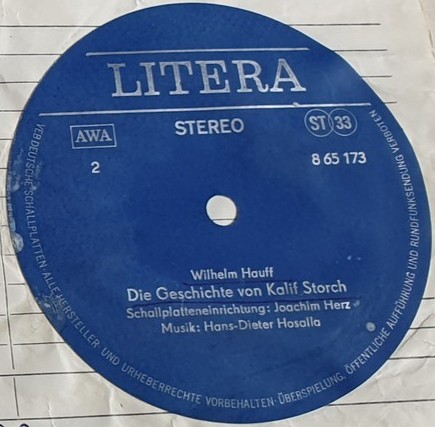 LITERA
AWA
STEREO
ST 33
2
8 65 173
Wilhelm Hauff
Die Geschichte von Kalif Storch
Schallplatteneinrichtung: Joachim Herz
Musik: Hans-Dieter Hosalla
VEB DEUTSCHE SCHALLPLATTEN · ALLE HERSTELLER- UND URHEBERRECHTE VORBEHALTEN · ÜBERSPIELUNG, ÖFFENTLICHE AUFFÜHRUNG UND RUNDFUNKSENDUNG VERBOTEN